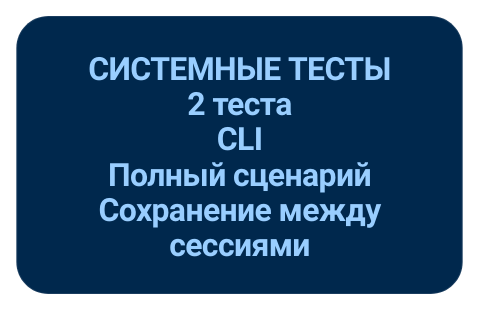 СИСТЕМНЫЕ ТЕСТЫ
2 теста
CLI
Полный сценарий
Сохранение между
сессиями